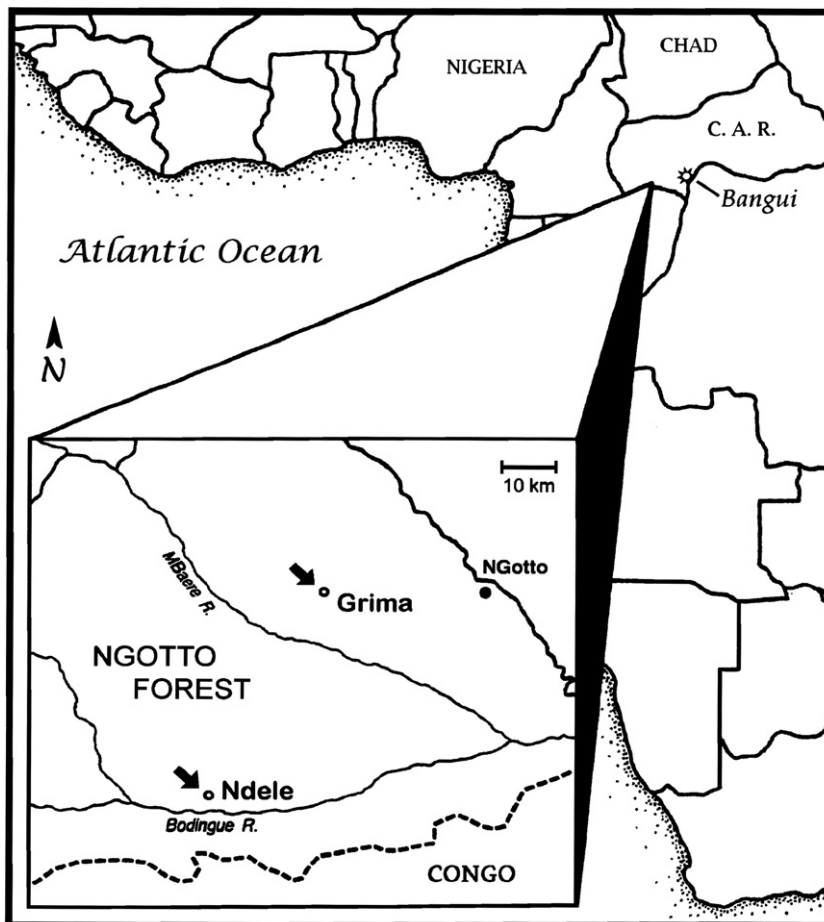 NIGERIA
CHAD
C. A. R.
Bangui
Atlantic Ocean
N
10 km
NGotto
MBaere R.
Grima
NGOTTO
FOREST
Ndele
Bodingue R.
CONGO